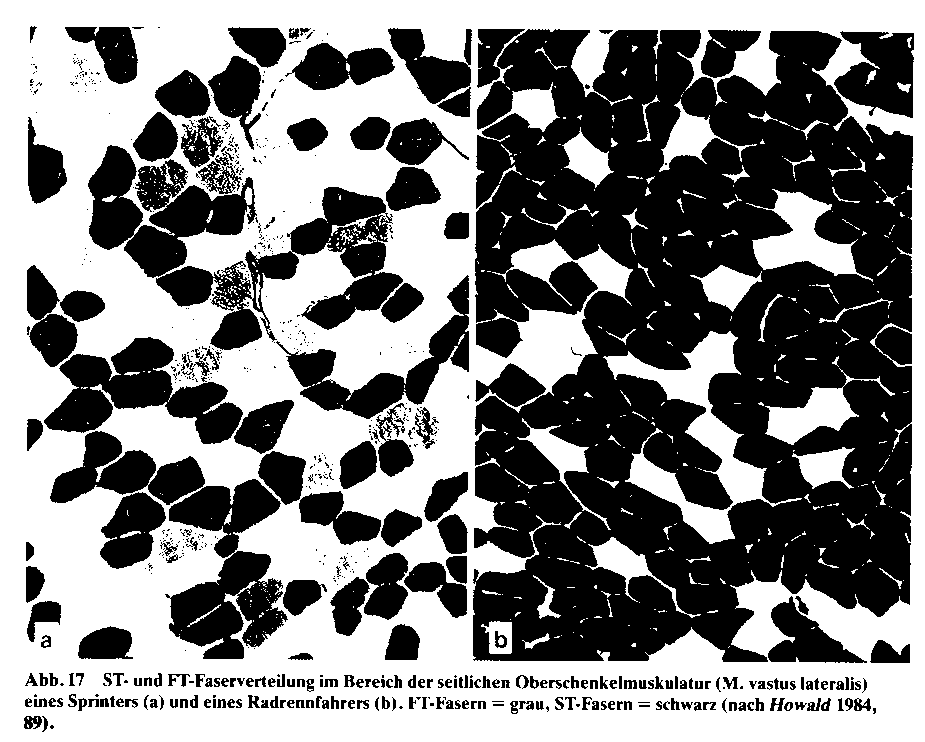 a
b
Abb. 17 ST- und FT-Faserverteilung im Bereich der seitlichen Oberschenkelmuskulatur (M. vastus lateralis)
eines Sprinters (a) und eines Radrennfahrers (b). FT-Fasern = grau, ST-Fasern = schwarz (nach Howald 1984,
89).